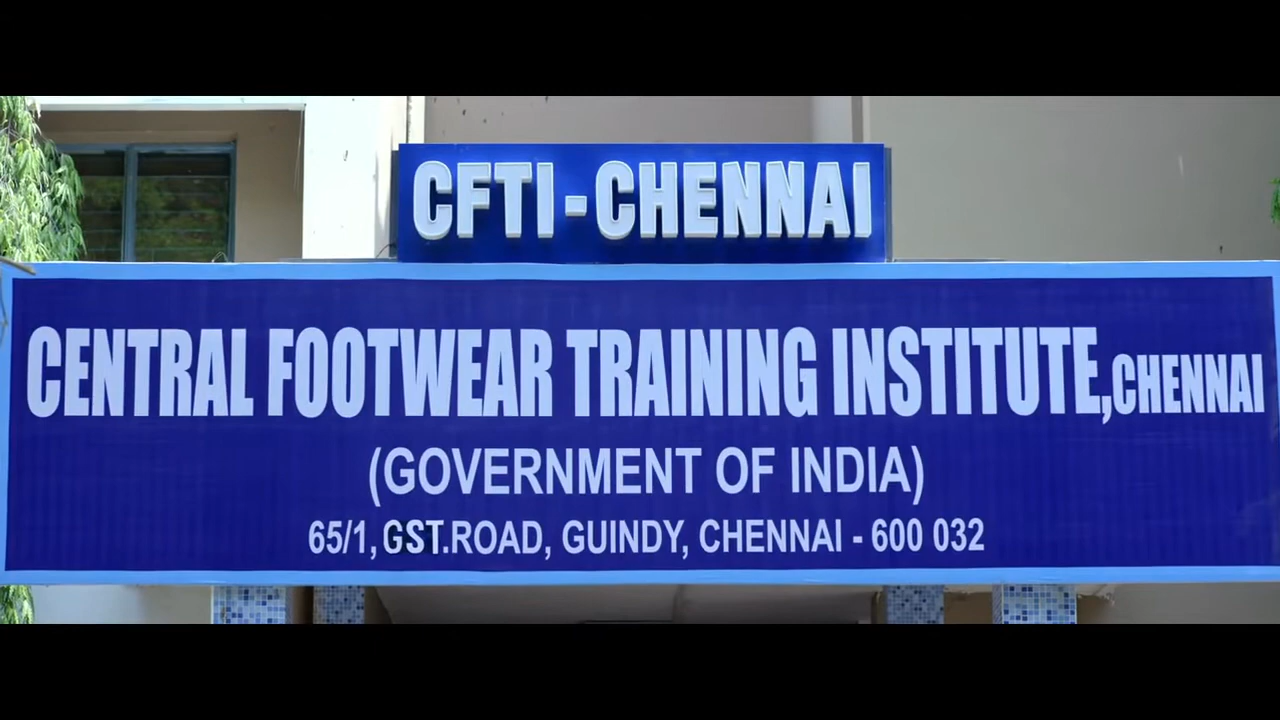 CFTI - CHENNAI
CENTRAL FOOTWEAR TRAINING INSTITUTE, CHENNAI
(GOVERNMENT OF INDIA)
65/1, GST.ROAD, GUINDY, CHENNAI - 600 032